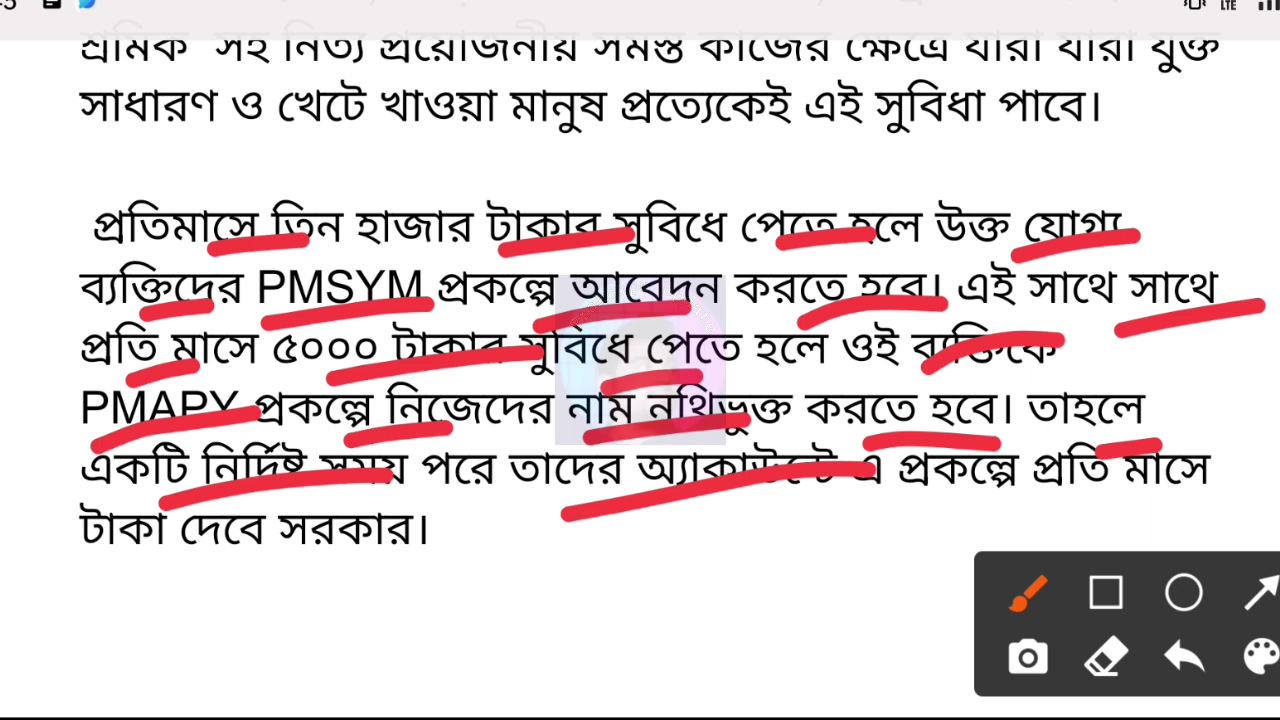 LTE
শ্রমিক সহ নিত্য প্রয়োজনীয় সমস্ত কাজের ক্ষেত্রে যারা যারা যুক্ত
সাধারণ ও খেটে খাওয়া মানুষ প্রত্যেকেই এই সুবিধা পাবে।
প্রতিমাসে তিন হাজার টাকার সুবিধে পেতে হলে উক্ত যোগ্য
ব্যক্তিদের PMSYM প্রকল্পে আবেদন করতে হবে। এই সাথে সাথে
প্রতি মাসে ৫০০০ টাকার সুবিধে পেতে হলে ওই ব্যক্তিকে
PMAPY প্রকল্পে নিজেদের নাম নথিভুক্ত করতে হবে। তাহলে
একটি নির্দিষ্ট সময় পরে তাদের অ্যাকাউন্টে এ প্রকল্পে প্রতি মাসে
টাকা দেবে সরকার।